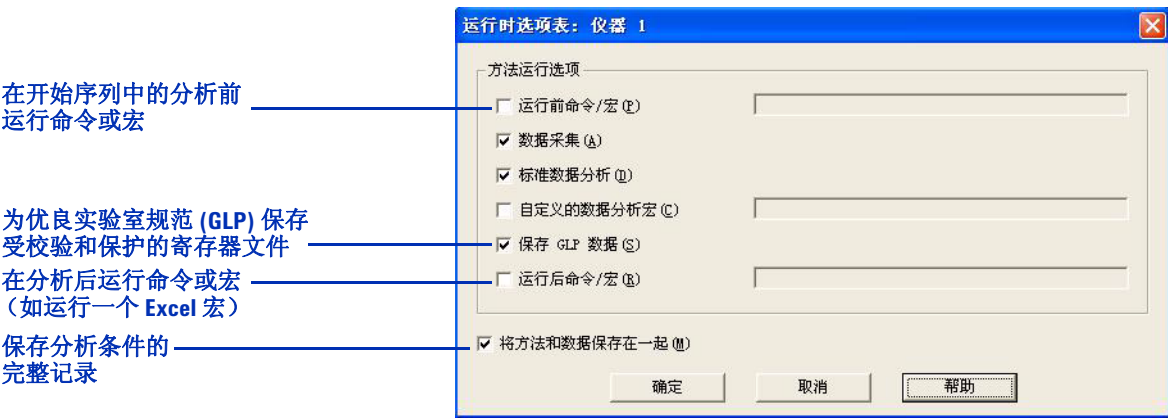 运行时选项表: 仪器 1
方法运行选项
在开始序列中的分析前
运行命令或宏
运行前命令/宏(P)
数据采集(A)
标准数据分析(D)
自定义的数据分析宏(C)
为优良实验室规范 (GLP) 保存
受校验和保护的寄存器文件
保存 GLP 数据(S)
在分析后运行命令或宏
（如运行一个 Excel 宏）
运行后命令/宏(R)
保存分析条件的
完整记录
将方法和数据保存在一起(M)
确定
取消
帮助